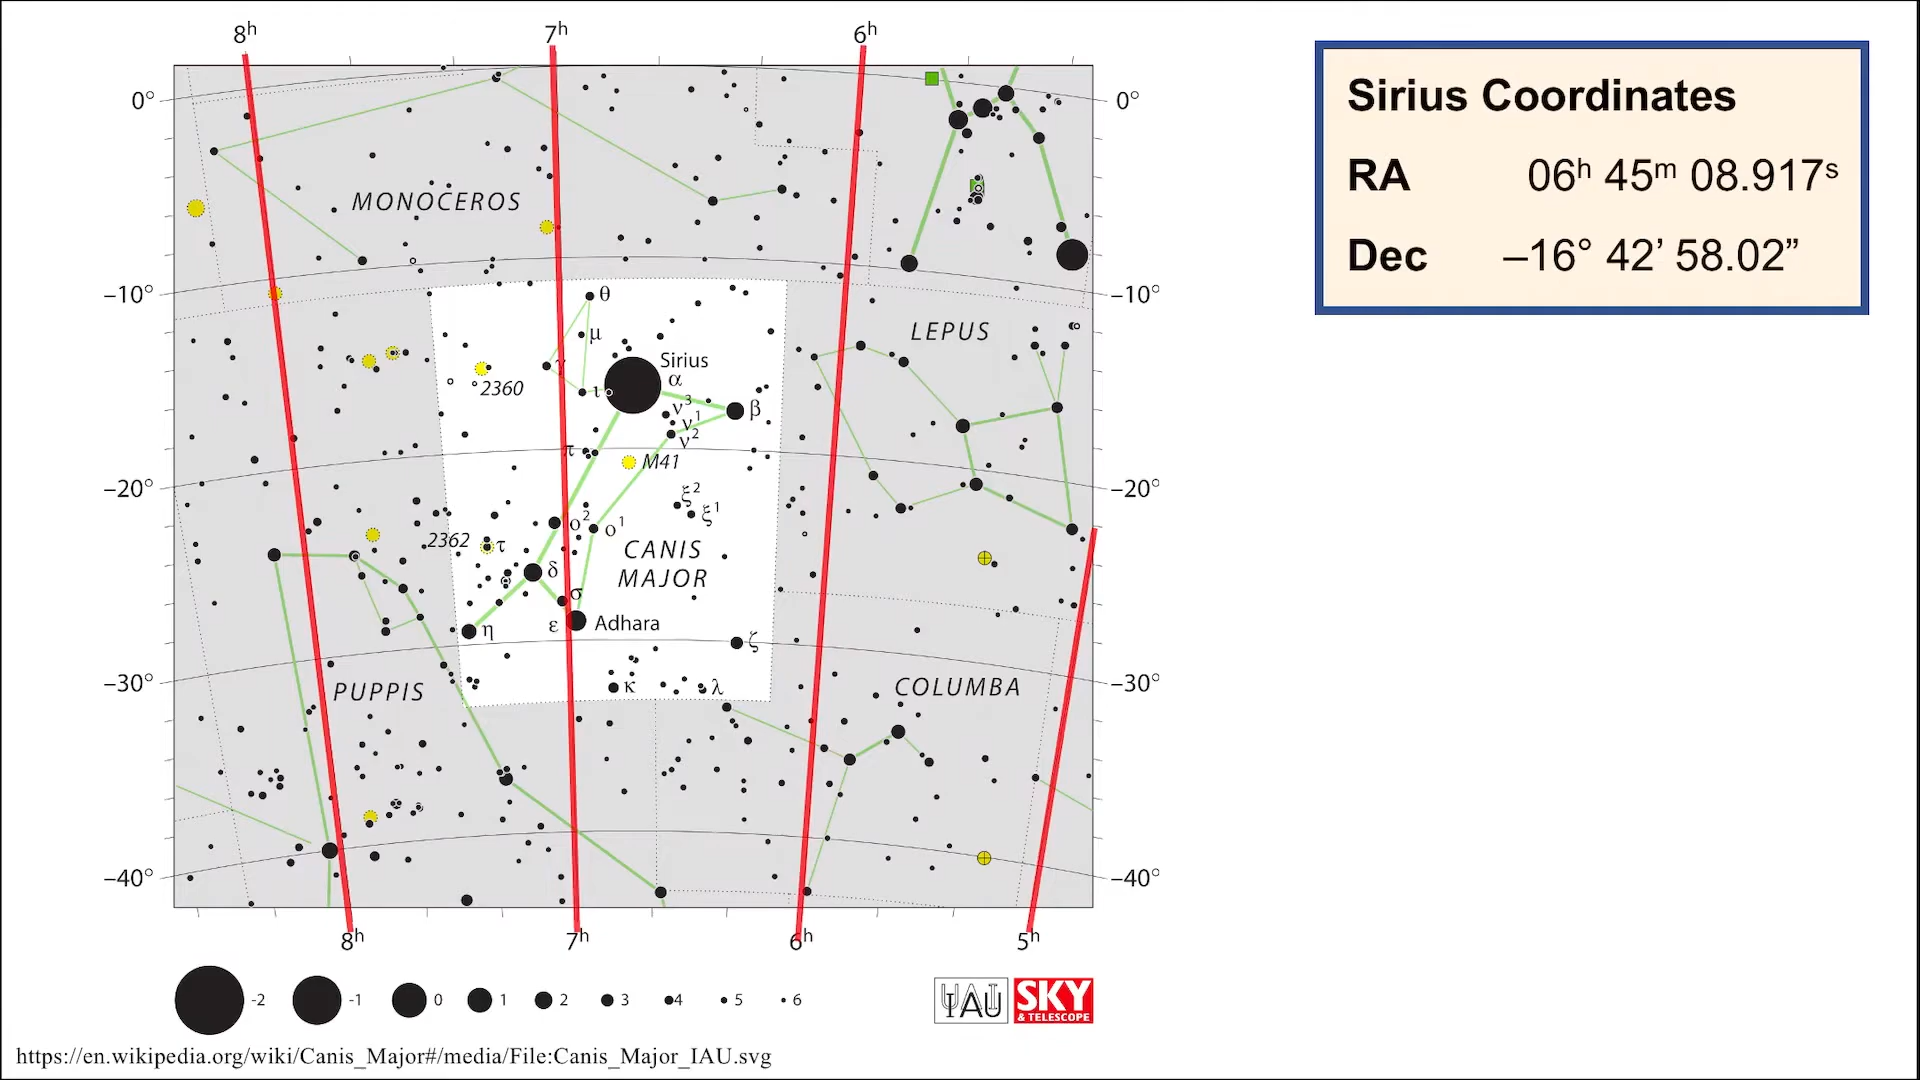 8ʰ 7ʰ 6ʰ
Sirius Coordinates
RA 06ʰ 45ᵐ 08.917ˢ
Dec –16° 42’ 58.02”
0° 0°
MONOCEROS
–10° –10°
θ
LEPUS
μ
Sirius
γ
α
2360
ι
ν³
β
ν¹
ν²
π
M41
–20° –20°
ξ²
ξ¹
ο²
ο¹
2362
τ
CANIS
MAJOR
δ
σ
ε
Adhara
η
ζ
–30° –30°
PUPPIS
COLUMBA
κ
λ
–40° –40°
8ʰ 7ʰ 6ʰ 5ʰ
-2 -1 0 1 2 3 4 5 6
IAU
SKY
& TELESCOPE
https://en.wikipedia.org/wiki/Canis_Major#/media/File:Canis_Major_IAU.svg